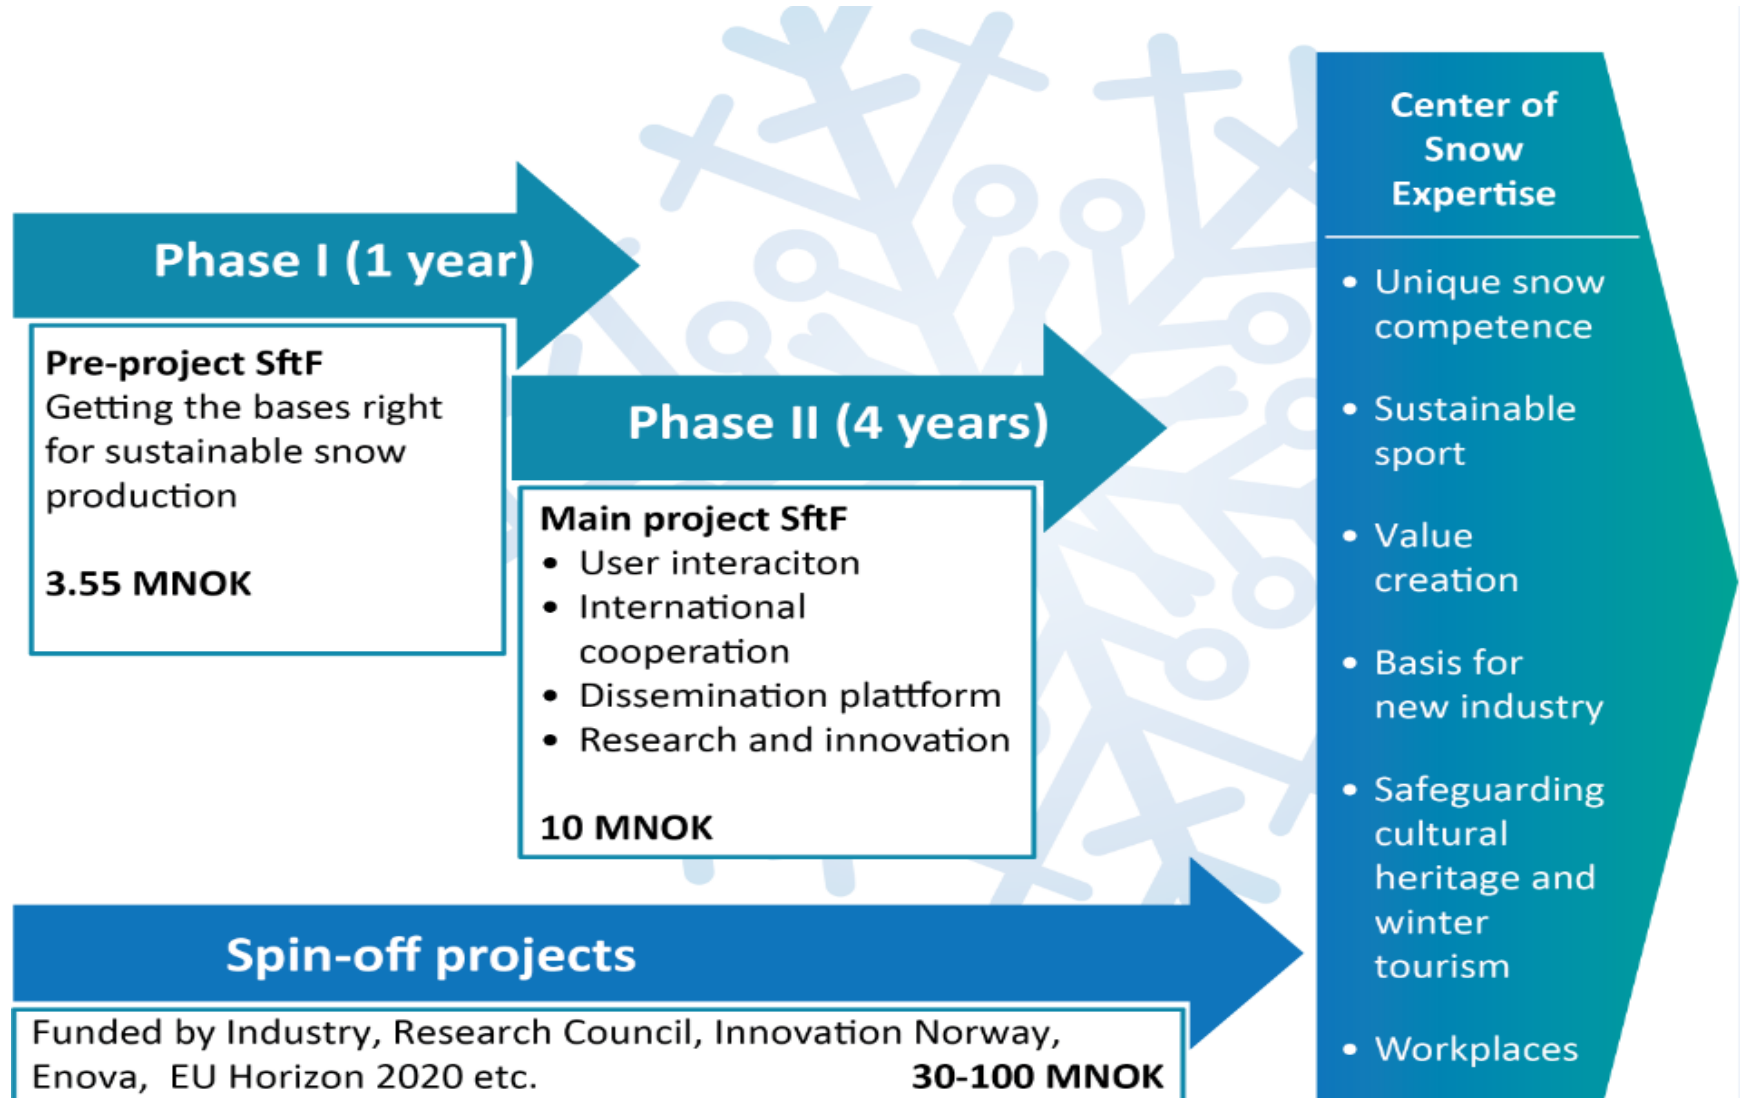 Phase I (1 year)
Pre-project SftF
Getting the bases right
for sustainable snow
production
3.55 MNOK
Phase II (4 years)
Main project SftF
• User interaciton
• International
cooperation
• Dissemination plattform
• Research and innovation
10 MNOK
Spin-off projects
Funded by Industry, Research Council, Innovation Norway,
Enova, EU Horizon 2020 etc. 30-100 MNOK
Center of
Snow
Expertise
• Unique snow
competence
• Sustainable
sport
• Value
creation
• Basis for
new industry
• Safeguarding
cultural
heritage and
winter
tourism
• Workplaces